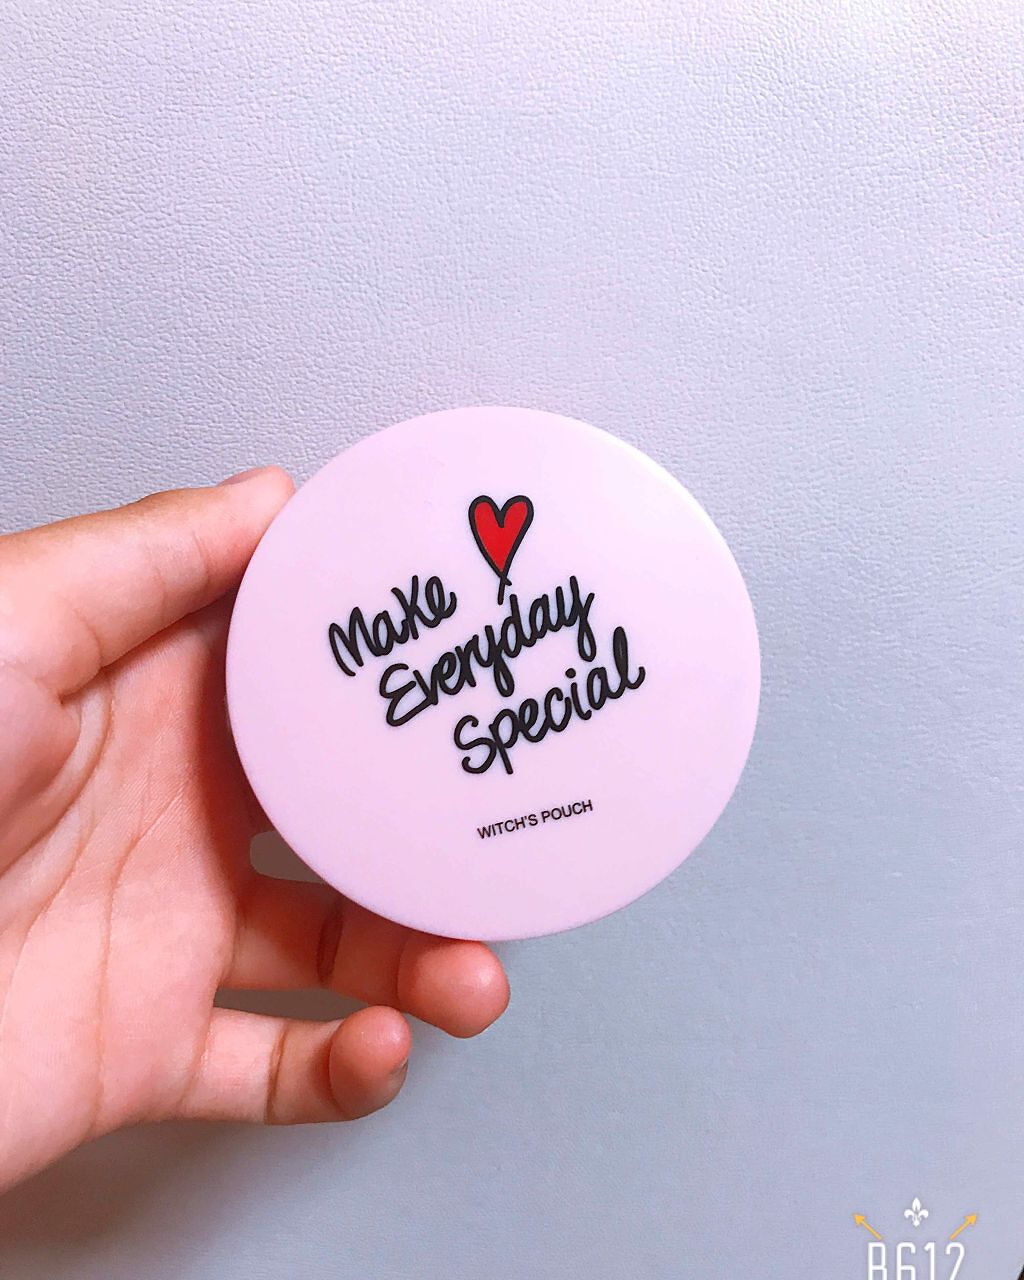 Make
Everyday
Special
WITCH'S POUCH
B612